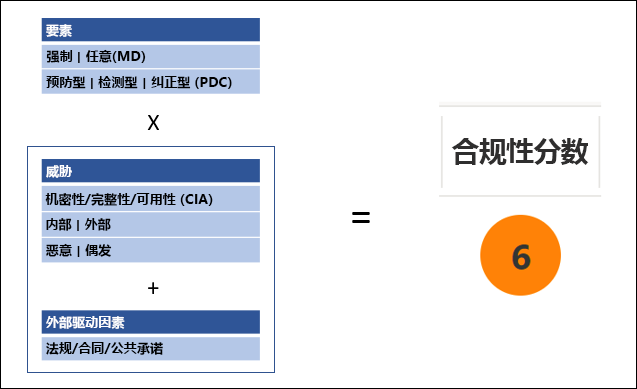 要素
强制 | 任意(MD)
预防型 | 检测型 | 纠正型 (PDC)
X
威胁
机密性/完整性/可用性 (CIA)
内部 | 外部
恶意 | 偶发
+
外部驱动因素
法规/合同/公共承诺
=
合规性分数
6